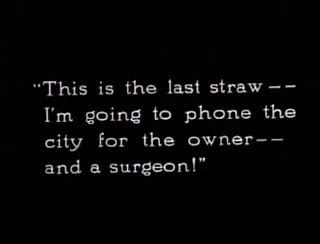 "This is the last straw --
I'm going to phone the
city for the owner--
and a surgeon!"